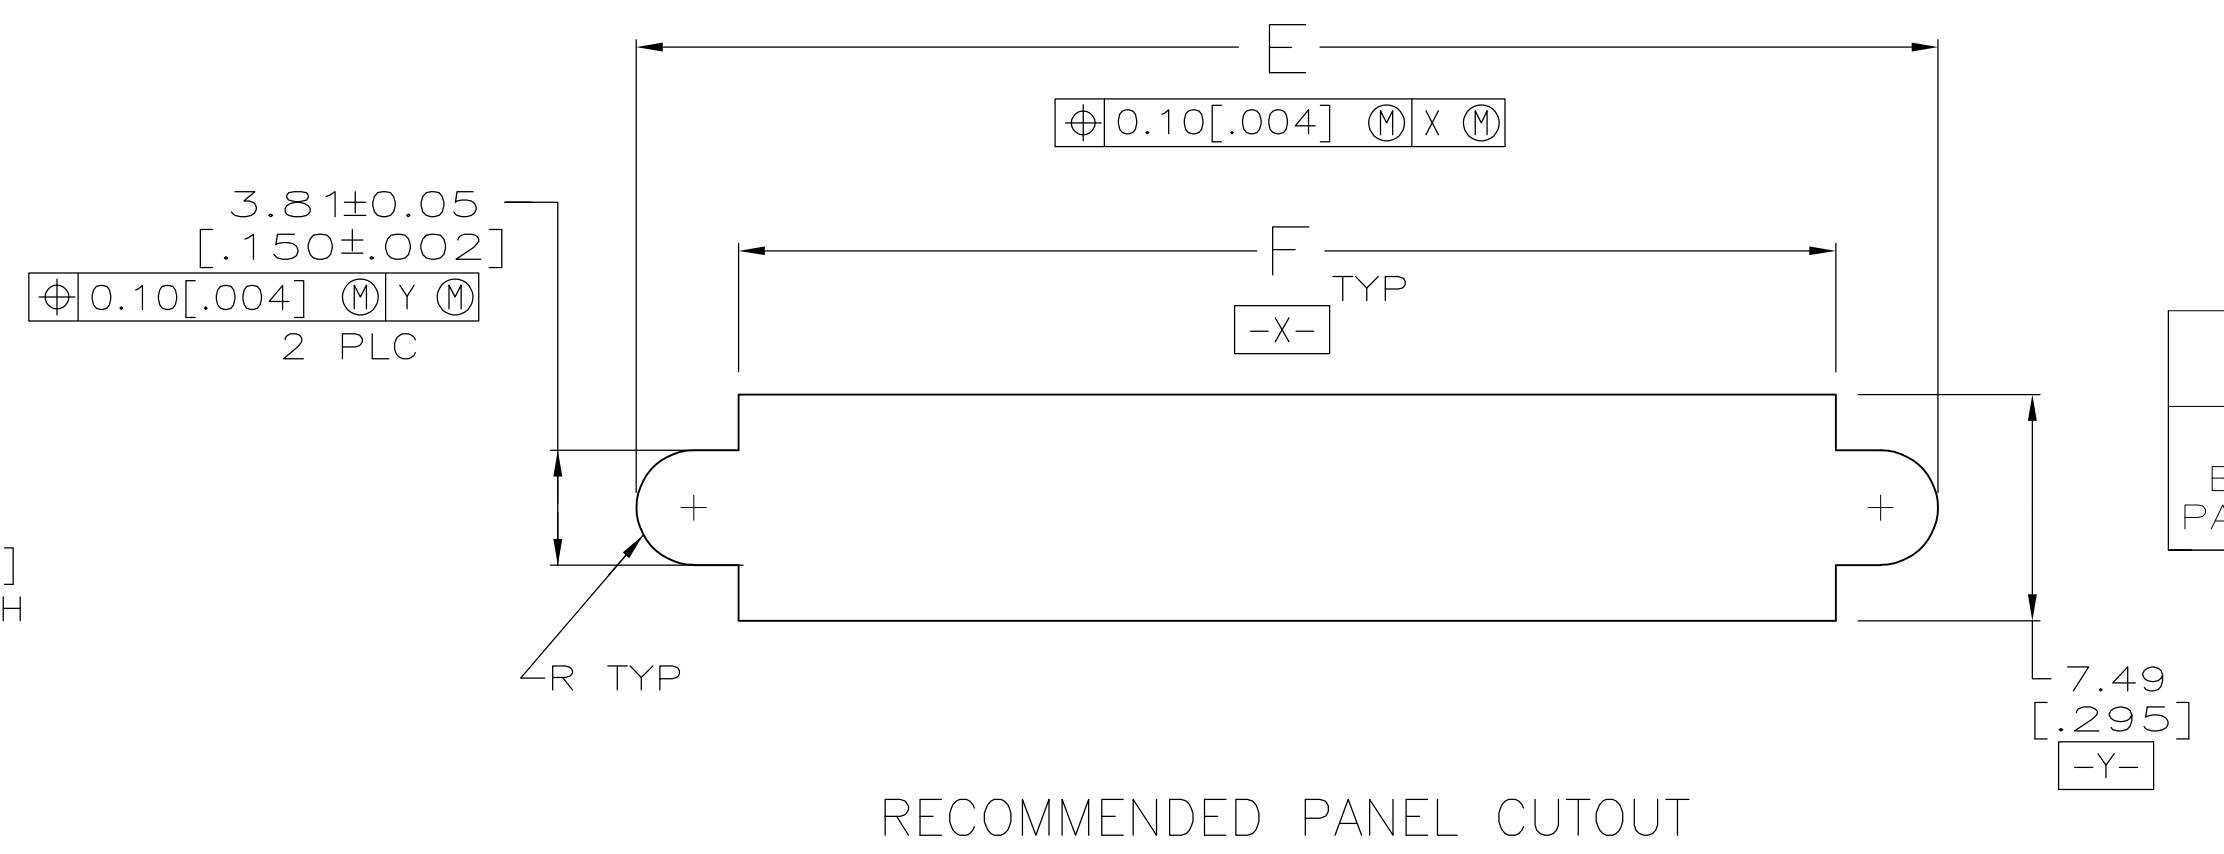 E
⌖ 0.10[.004] Ⓜ X Ⓜ
3.81±0.05
[.150±.002]
⌖ 0.10[.004] Ⓜ Y Ⓜ
2 PLC
F
TYP
-X-
]
H
E
PA
R TYP
7.49
[.295]
-Y-
RECOMMENDED PANEL CUTOUT